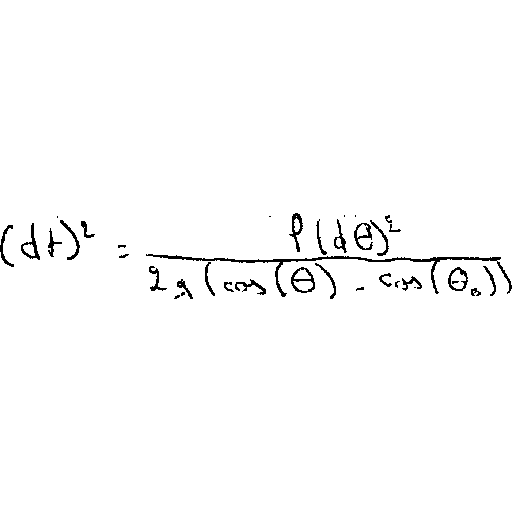 (dt)² = l(dθ)² / 2g(cos(θ) - cos(θ₀))